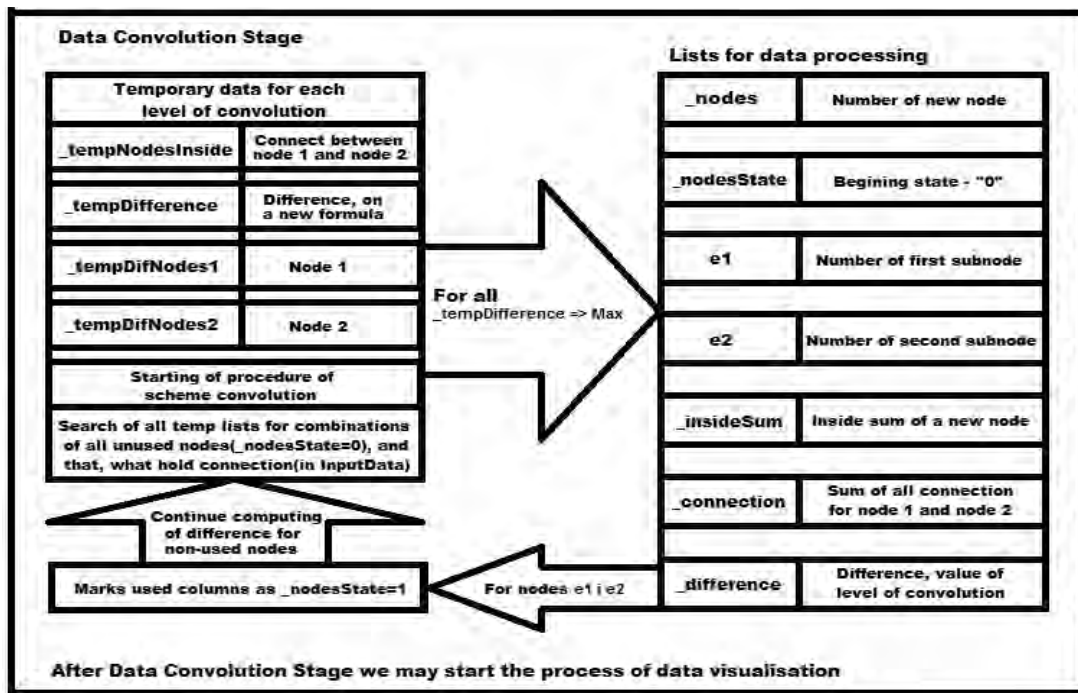 Data Convolution Stage
Temporary data for each
level of convolution
_tempNodesInside
Connect between
node 1 and node 2
_tempDifference
Difference, on
a new formula
_tempDifNodes1
Node 1
_tempDifNodes2
Node 2
Starting of procedure of
scheme convolution
Search of all temp lists for combinations
of all unused nodes(_nodesState=0), and
that, what hold connection(in InputData)
Continue computing
of difference for
non-used nodes
Marks used columns as _nodesState=1
For all
_tempDifference => Max
For nodes e1 i e2
Lists for data processing
_nodes
Number of new node
_nodesState
Begining state - "0"
e1
Number of first subnode
e2
Number of second subnode
_insideSum
Inside sum of a new node
_connection
Sum of all connection
for node 1 and node 2
_difference
Difference, value of
level of convolution
After Data Convolution Stage we may start the process of data visualisation